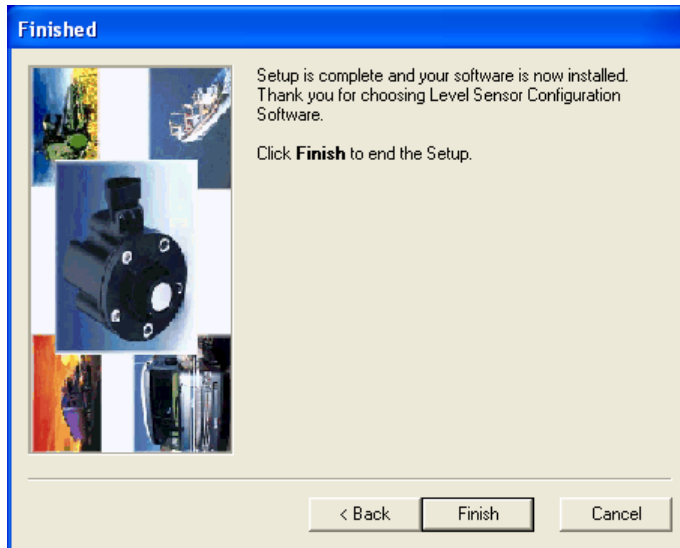 Finished
Setup is complete and your software is now installed.
Thank you for choosing Level Sensor Configuration
Software.
Click Finish to end the Setup.
< Back
Finish
Cancel